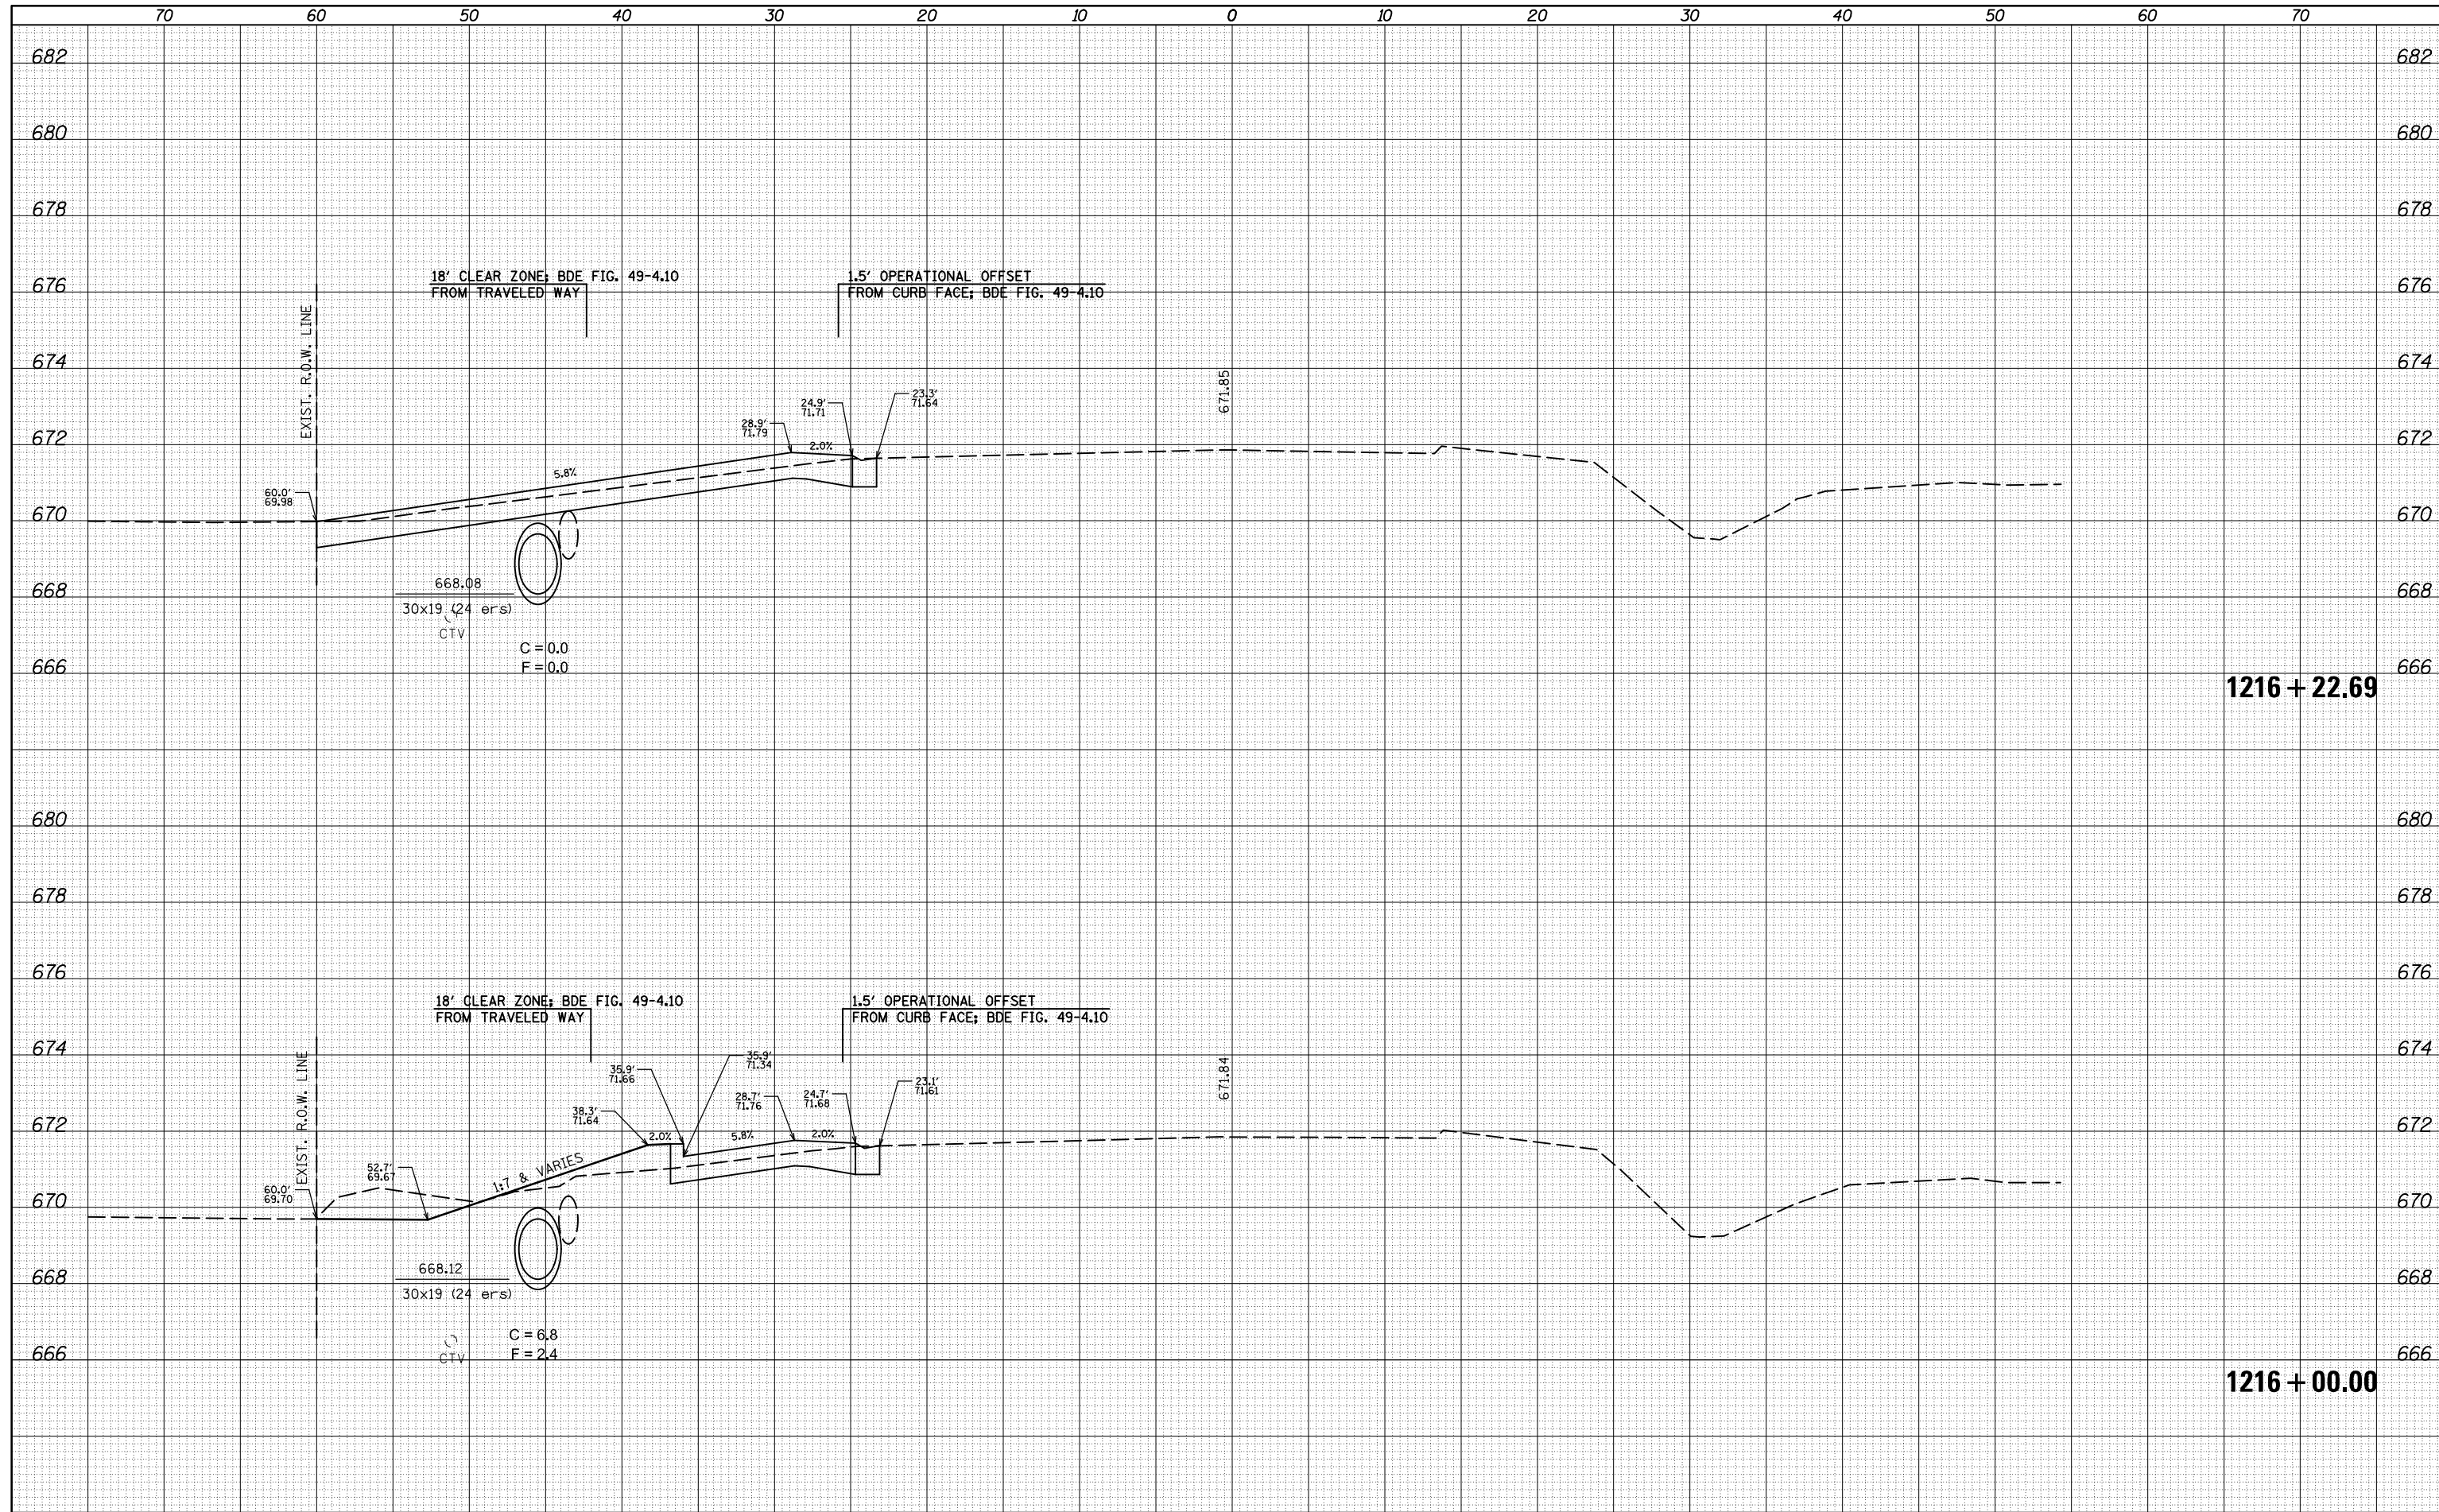 70 60 50 40 30 20 10 0 10 20 30 40 50 60 70
682 682
680 680
678 678
18' CLEAR ZONE; BDE FIG. 49-4.10
FROM TRAVELED WAY
1.5' OPERATIONAL OFFSET
FROM CURB FACE; BDE FIG. 49-4.10
676 676
EXIST. R.O.W. LINE
674 674
671.85
23.3'
71.64
24.9'
71.71
28.9'
71.79
672 672
2.0%
5.8%
60.0'
69.98
670 670
668.08
668 668
30x19 (24 ers)
CTV
C = 0.0
F = 0.0
666 666
1216 + 22.69
680 680
678 678
676 676
18' CLEAR ZONE; BDE FIG. 49-4.10
FROM TRAVELED WAY
1.5' OPERATIONAL OFFSET
FROM CURB FACE; BDE FIG. 49-4.10
674 674
EXIST. R.O.W. LINE
671.84
35.9'
71.34
35.9'
71.66
23.1'
71.61
28.7'
71.76
24.7'
71.68
38.3'
71.64
672 672
2.0%
5.8%
2.0%
1:7 & VARIES
52.7'
69.67
60.0'
69.70
670 670
668.12
668 668
30x19 (24 ers)
C = 6.8
F = 2.4
CTV
666 666
1216 + 00.00